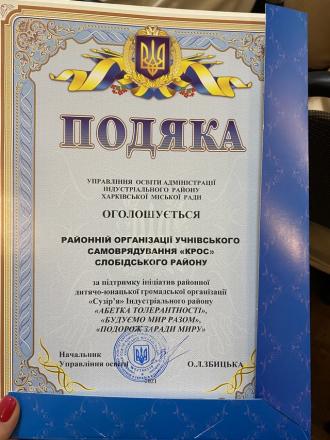 ПОДЯКА
УПРАВЛІННЯ ОСВІТИ АДМІНІСТРАЦІЇ
ІНДУСТРІАЛЬНОГО РАЙОНУ
ХАРКІВСЬКОЇ МІСЬКОЇ РАДИ
ОГОЛОШУЄТЬСЯ
РАЙОННІЙ ОРГАНІЗАЦІЇ УЧНІВСЬКОГО
САМОВРЯДУВАННЯ «КРОС»
СЛОБІДСЬКОГО РАЙОНУ
за підтримку ініціатив районної
дитячо-юнацької громадської організації
«Сузір'я» Індустріального району
«АБЕТКА ТОЛЕРАНТНОСТІ»,
«БУДУЄМО МИР РАЗОМ»,
«ПОДОРОЖ ЗАРАДИ МИРУ»
Начальник
Управління освіти О.Л.ЗБИЦЬКА
2021